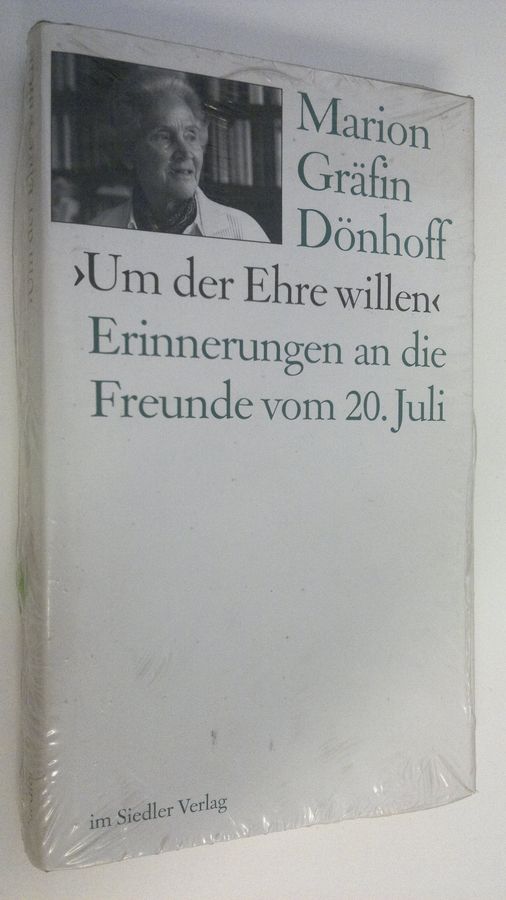 Marion
Gräfin
Dönhoff
›Um der Ehre willen‹
Erinnerungen an die
Freunde vom 20. Juli
im Siedler Verlag